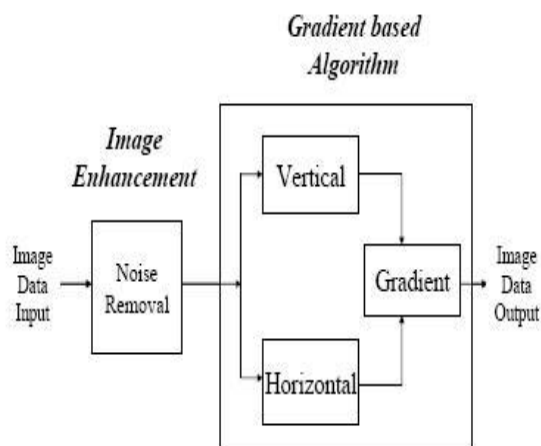 Gradient based
Algorithm
Image
Enhancement
Vertical
Image
Data
Input
Noise
Removal
Gradient
Image
Data
Output
Horizontal